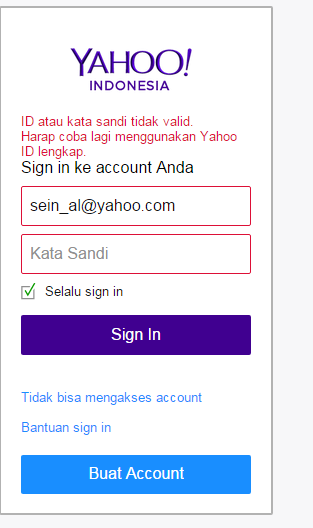 YAHOO!
INDONESIA
ID atau kata sandi tidak valid.
Harap coba lagi menggunakan Yahoo
ID lengkap.
Sign in ke account Anda
sein_al@yahoo.com
Kata Sandi
Selalu sign in
Sign In
Tidak bisa mengakses account
Bantuan sign in
Buat Account